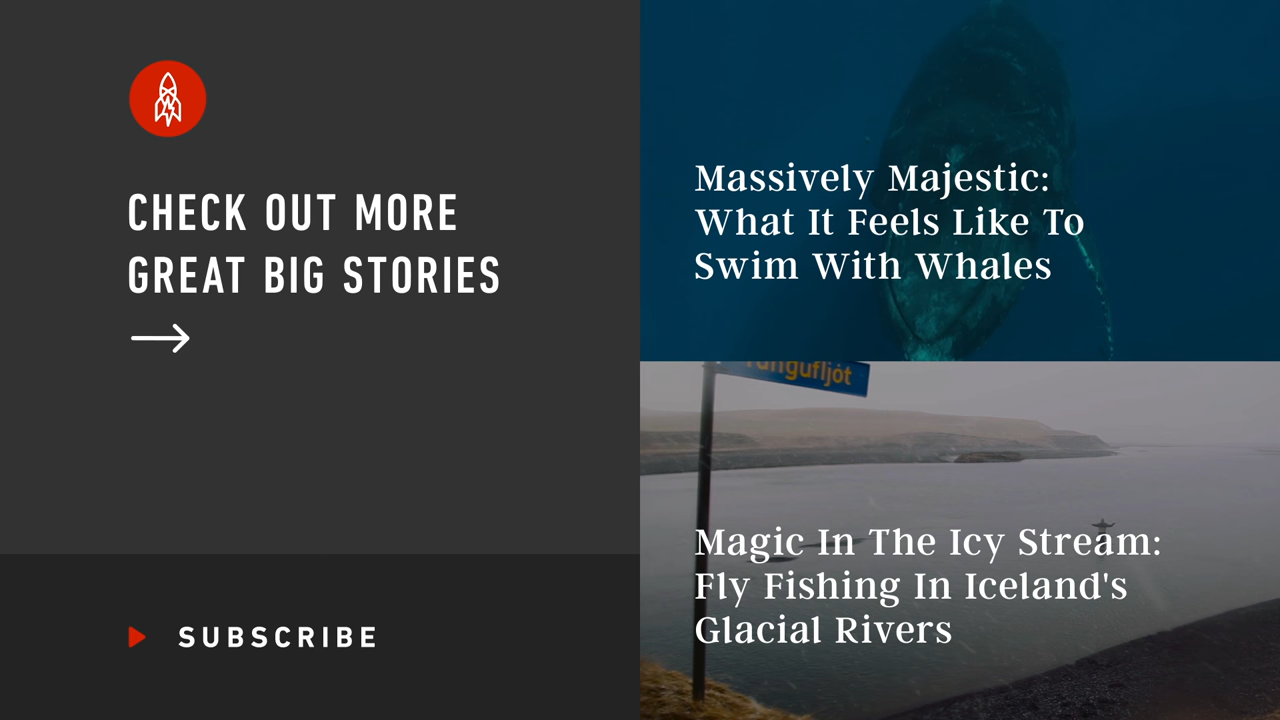 CHECK OUT MORE
GREAT BIG STORIES
SUBSCRIBE
Massively Majestic:
What It Feels Like To
Swim With Whales
Tungufljót
Magic In The Icy Stream:
Fly Fishing In Iceland's
Glacial Rivers